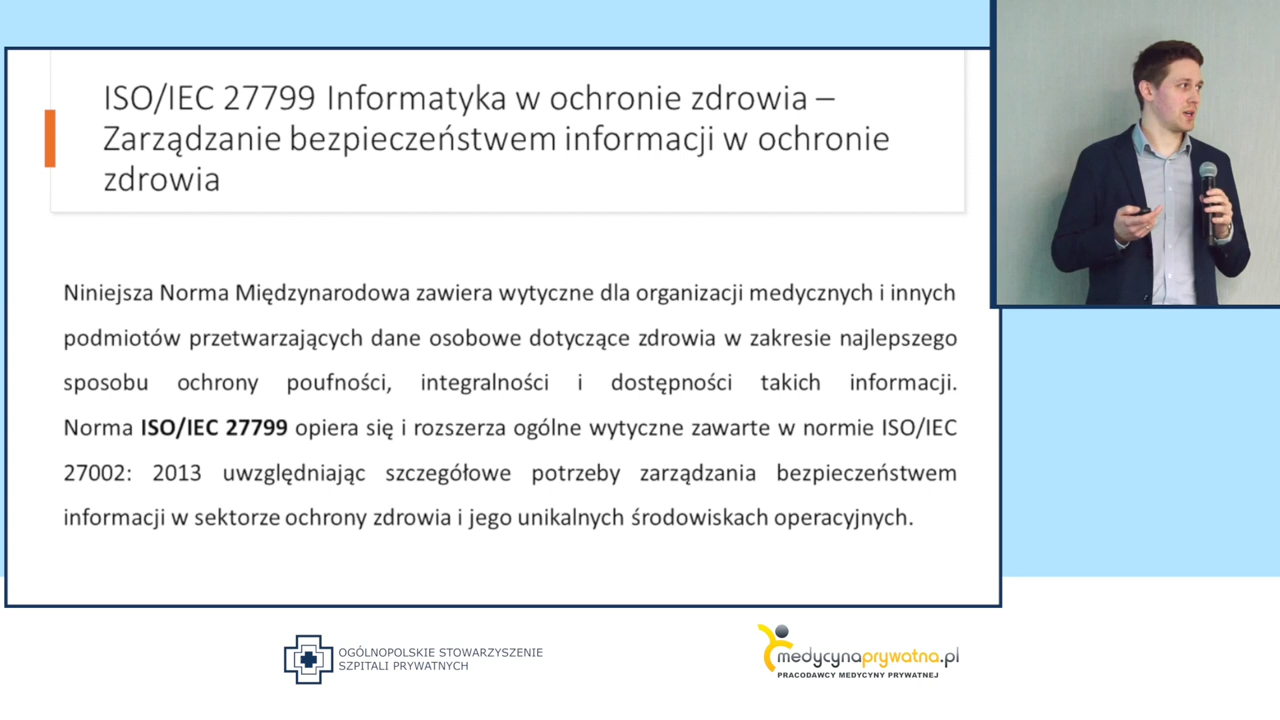 ISO/IEC 27799 Informatyka w ochronie zdrowia –
Zarządzanie bezpieczeństwem informacji w ochronie
zdrowia
Niniejsza Norma Międzynarodowa zawiera wytyczne dla organizacji medycznych i innych
podmiotów przetwarzających dane osobowe dotyczące zdrowia w zakresie najlepszego
sposobu ochrony poufności, integralności i dostępności takich informacji.
Norma ISO/IEC 27799 opiera się i rozszerza ogólne wytyczne zawarte w normie ISO/IEC
27002: 2013 uwzględniając szczegółowe potrzeby zarządzania bezpieczeństwem
informacji w sektorze ochrony zdrowia i jego unikalnych środowiskach operacyjnych.
OGÓLNOPOLSKIE STOWARZYSZENIE
SZPITALI PRYWATNYCH
medycynaprywatna.pl
PRACODAWCY MEDYCYNY PRYWATNEJ